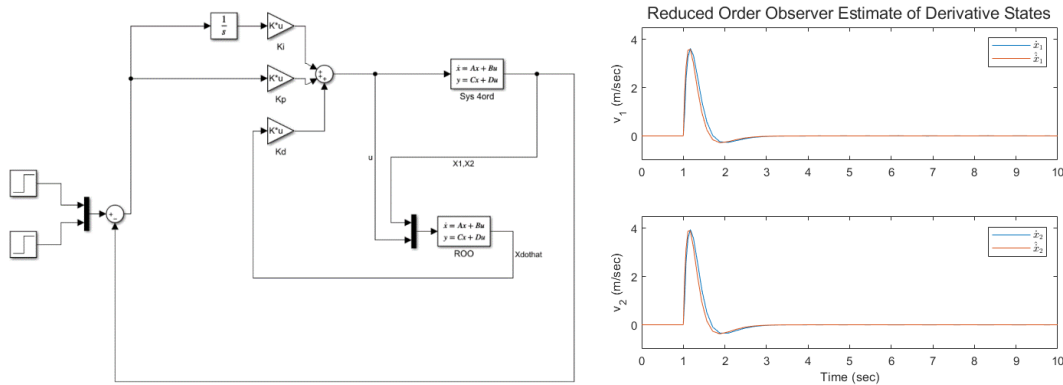 1
s
K*u
Ki
K*u
Kp
K*u
Kd
+
+
+
ẋ = Ax + Bu
y = Cx + Du
Sys 4ord
u
X1,X2
+
−
ẋ = Ax + Bu
y = Cx + Du
ROO
Xdothat
Reduced Order Observer Estimate of Derivative States
4
2
0
v₁ (m/sec)
ẋ₁
ẋ̂₁
0 1 2 3 4 5 6 7 8 9 10
4
2
0
v₂ (m/sec)
ẋ₂
ẋ̂₂
0 1 2 3 4 5 6 7 8 9 10
Time (sec)